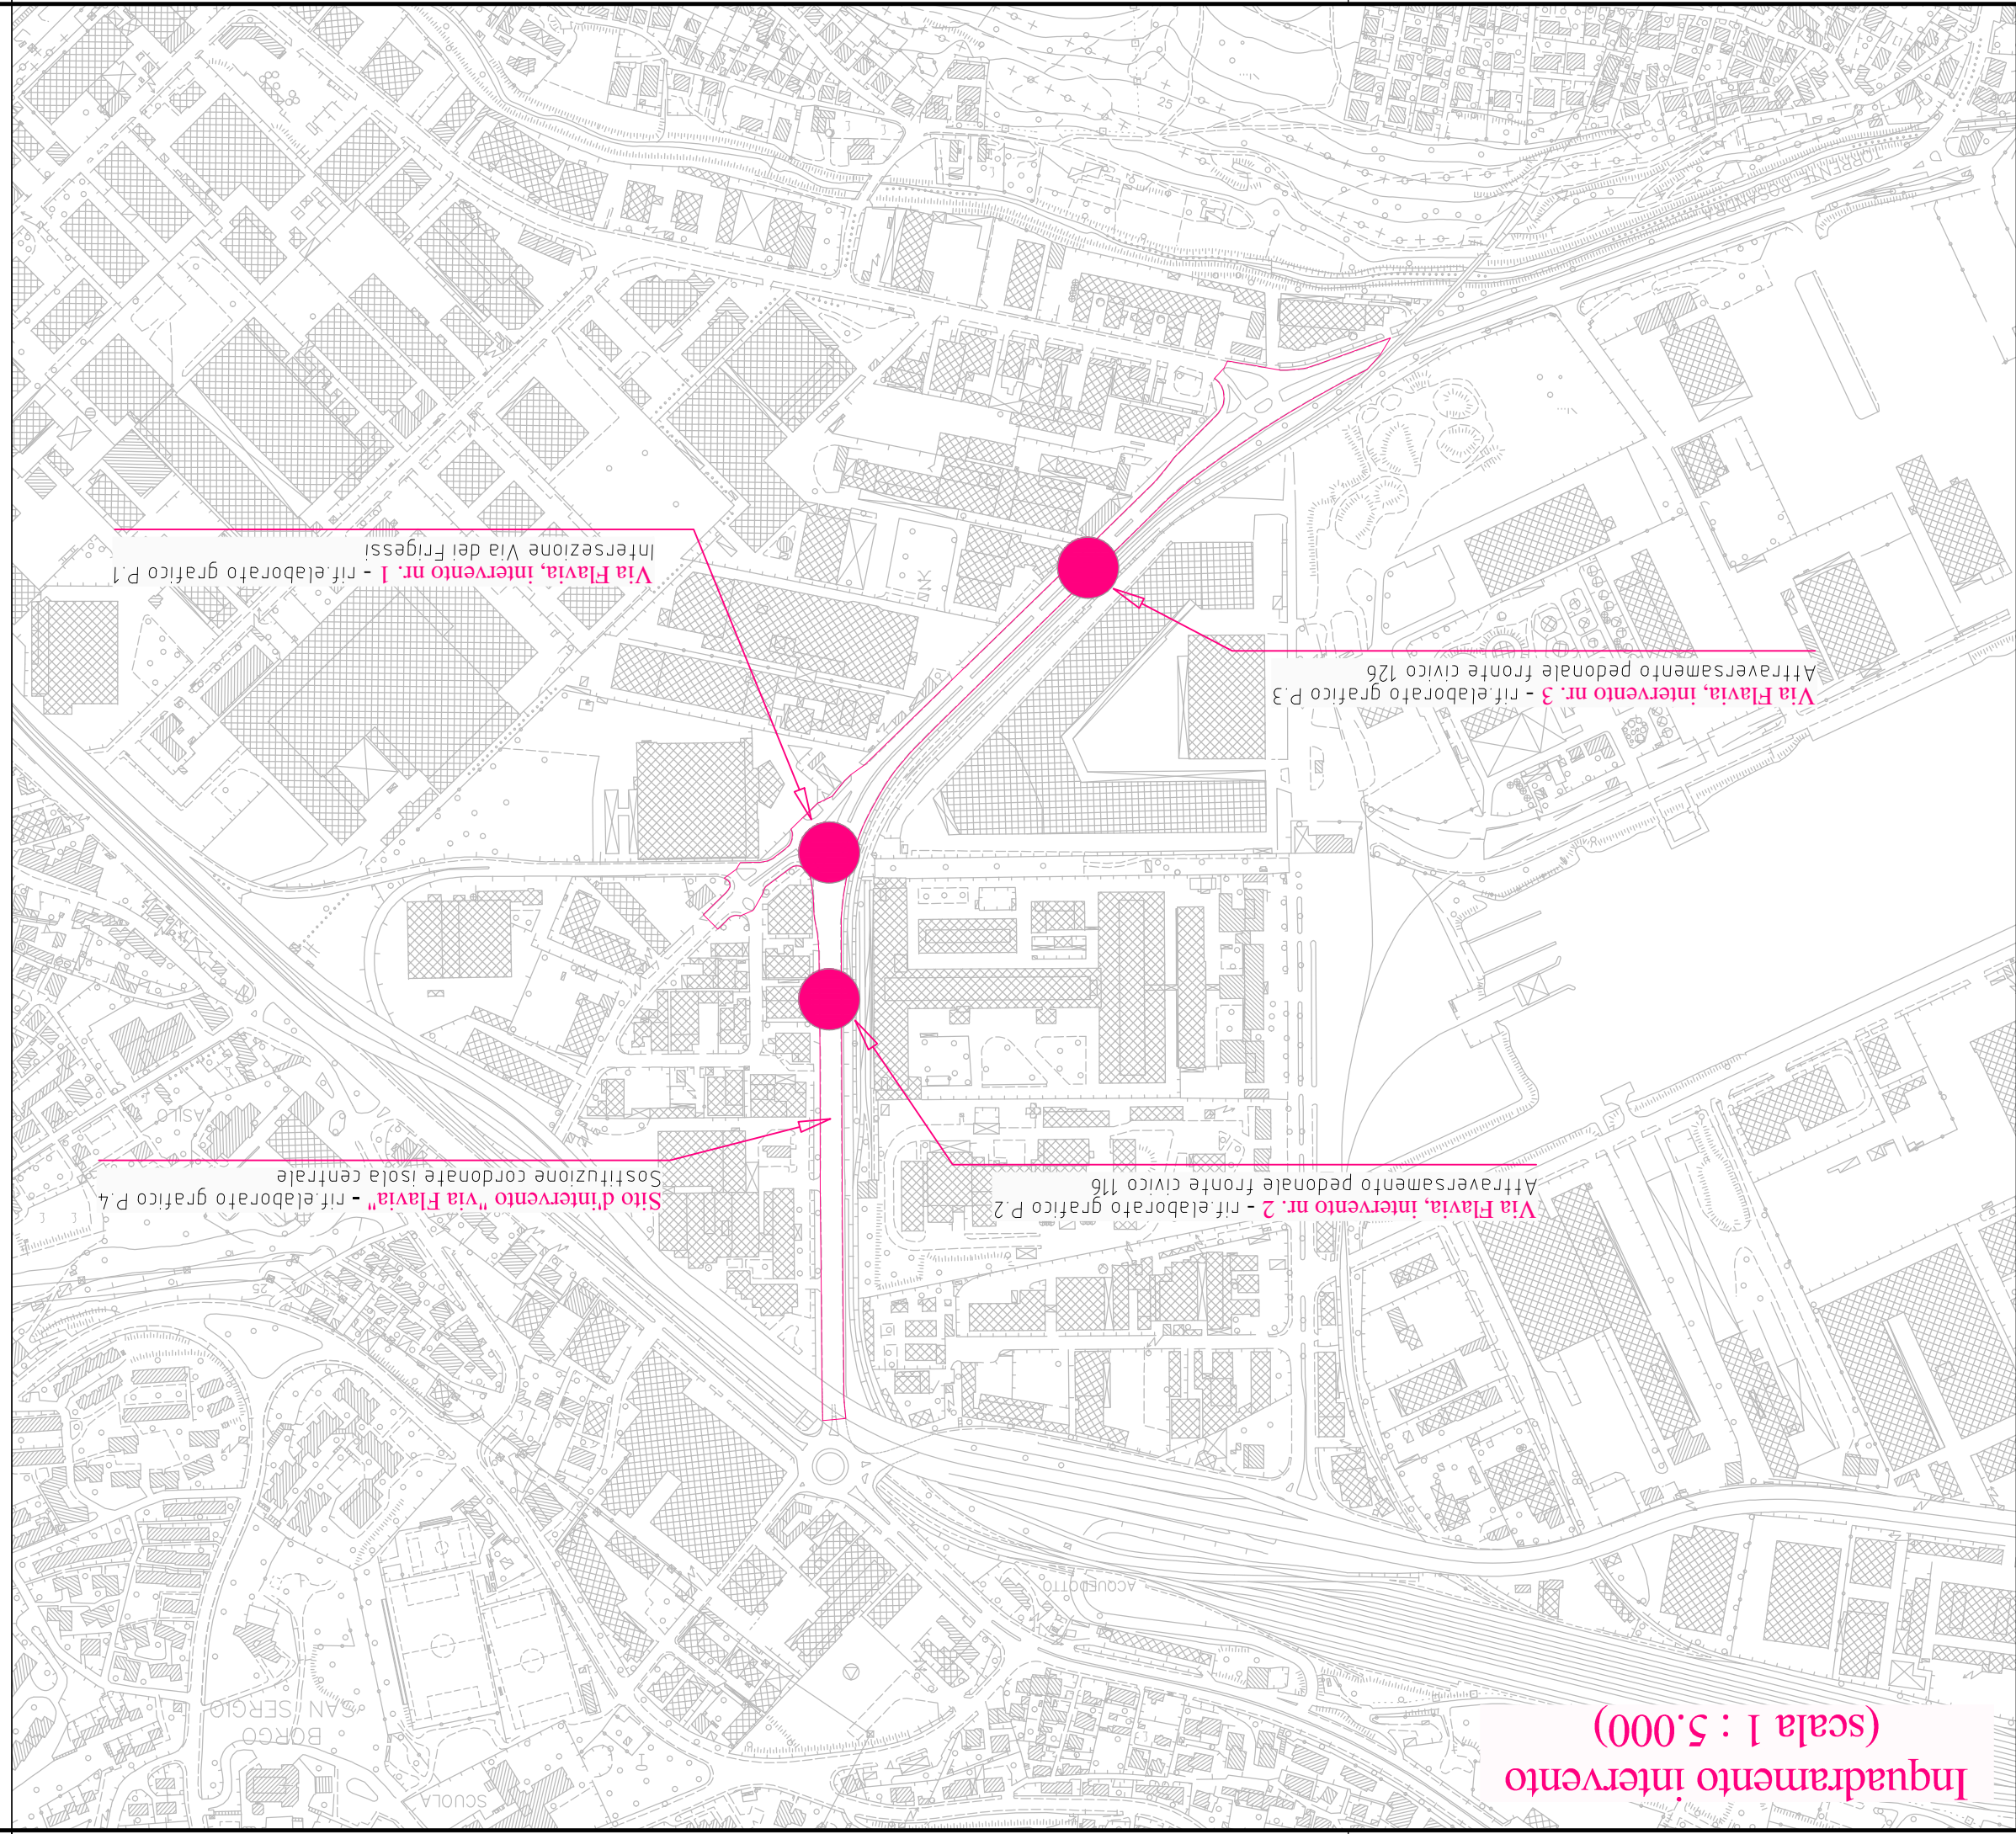 Inquadramento intervento
(scala 1 : 5.000)
SCUOLA
BORGO
SAN SERGIO
ACQUEDOTTO
25
Via Flavia, intervento nr. 2 - rif.elaborato grafico P.2
Attraversamento pedonale fronte civico 116
Sito d'intervento "via Flavia" - rif.elaborato grafico P.4
Sostituzione cordonate isola centrale
ASILO
Via Flavia, intervento nr. 3 - rif.elaborato grafico P.3
Attraversamento pedonale fronte civico 126
Via Flavia, intervento nr. 1 - rif.elaborato grafico P.1
Intersezione Via dei Frigessi
TORRENTE ROSANDRA
25